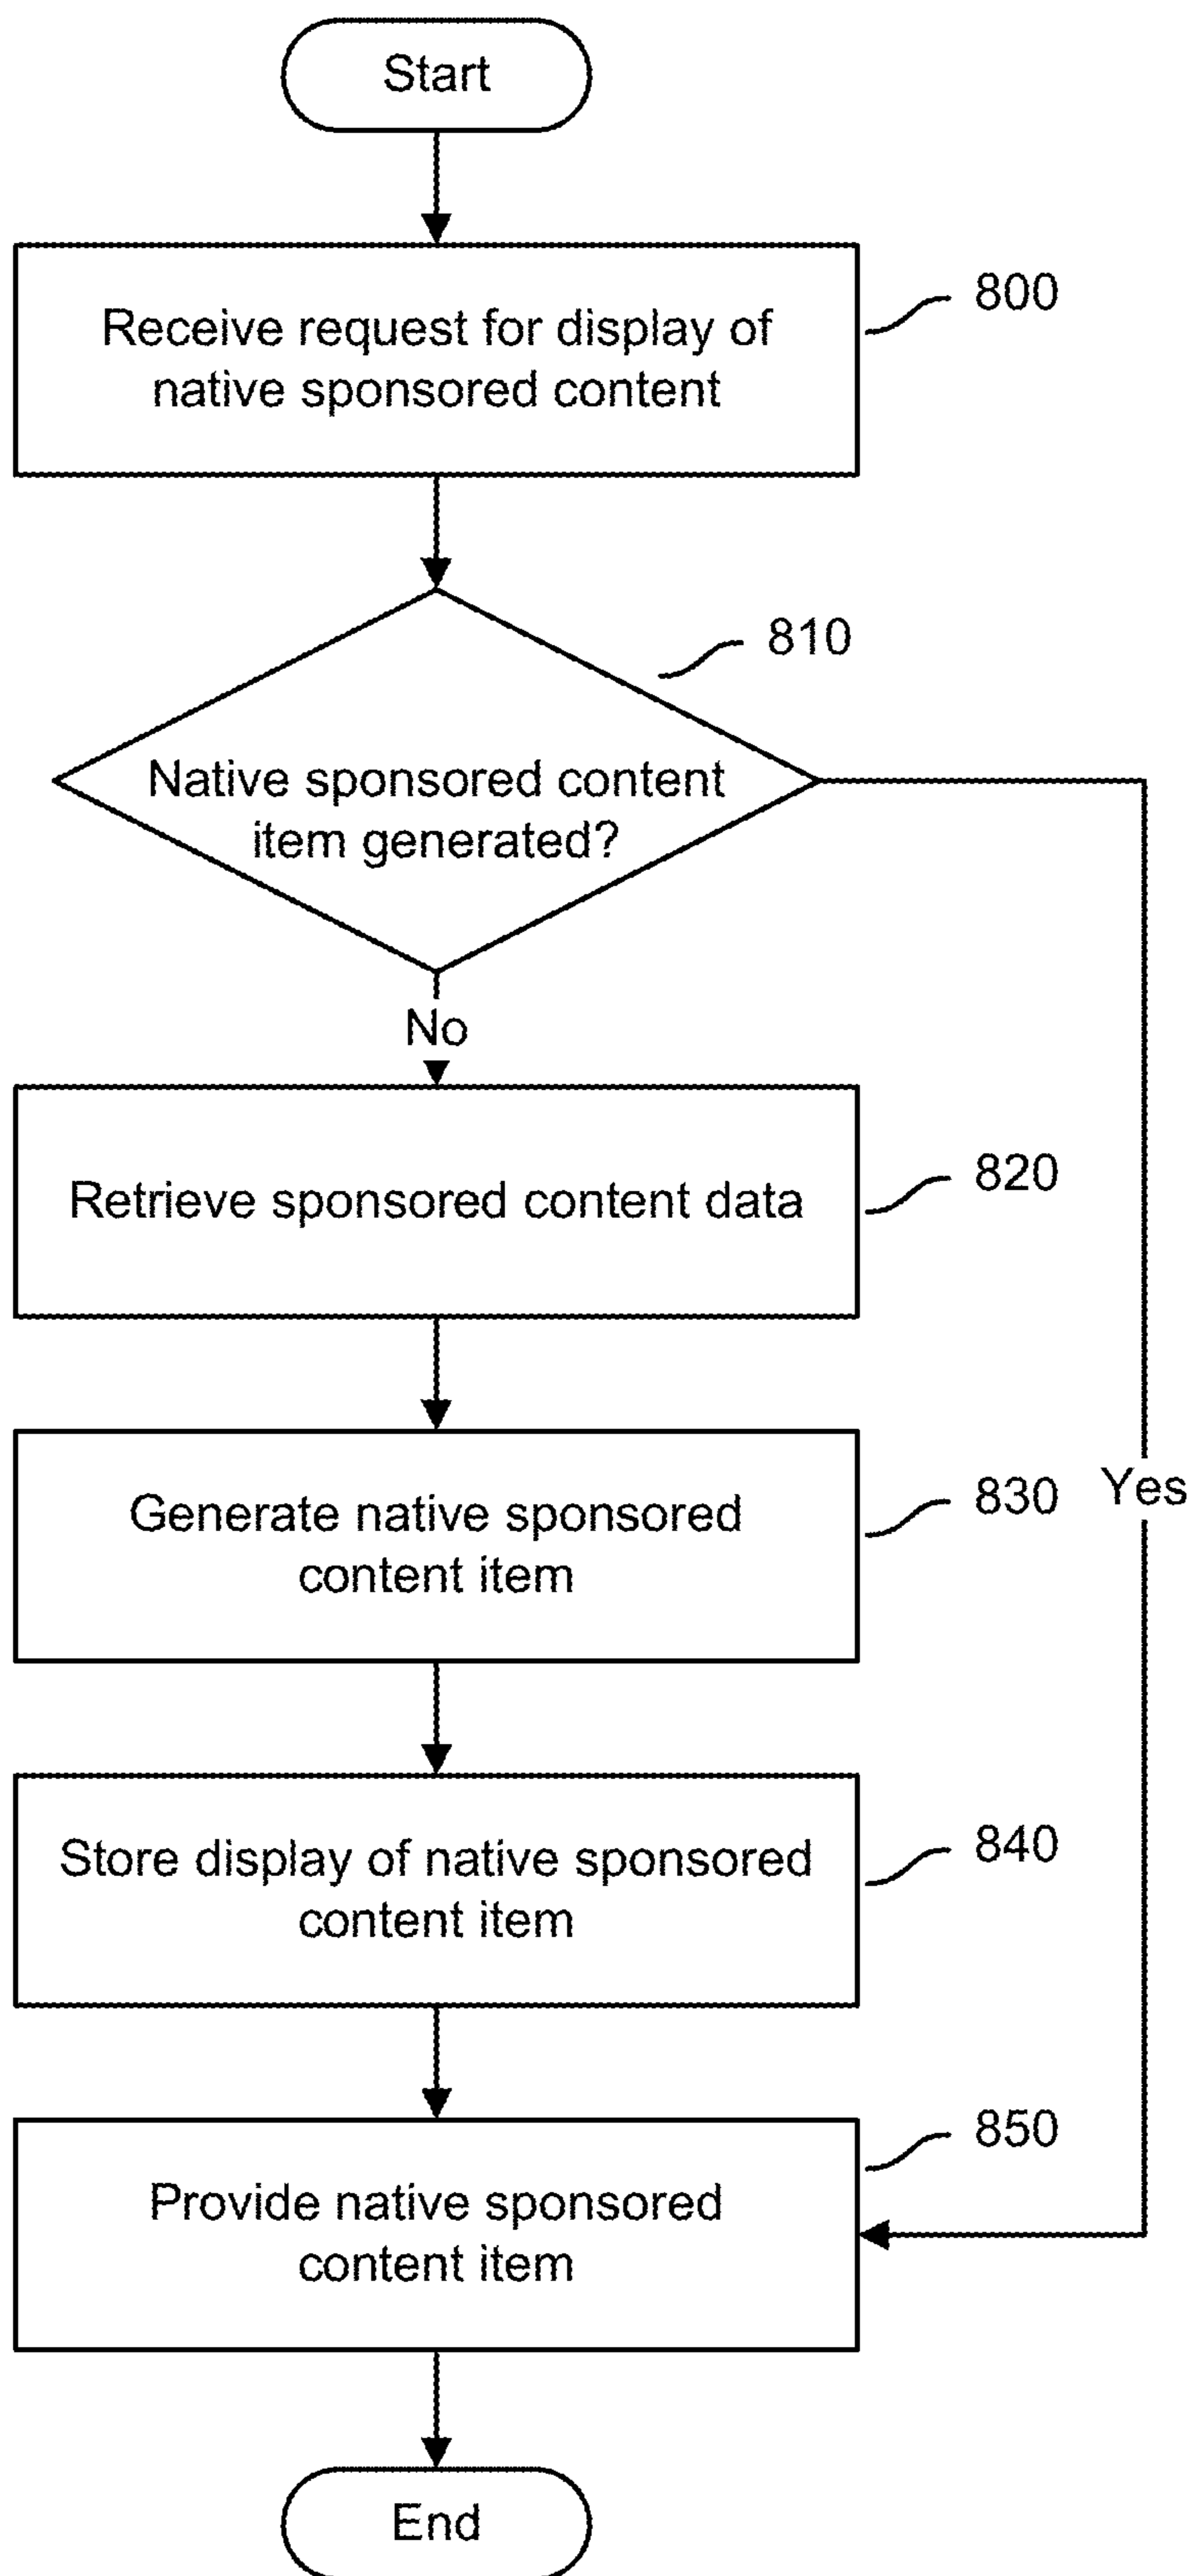 Start
Receive request for display of
native sponsored content
800
810
Native sponsored content
item generated?
No
Retrieve sponsored content data
820
Generate native sponsored
content item
830
Yes
Store display of native sponsored
content item
840
Provide native sponsored
content item
850
End